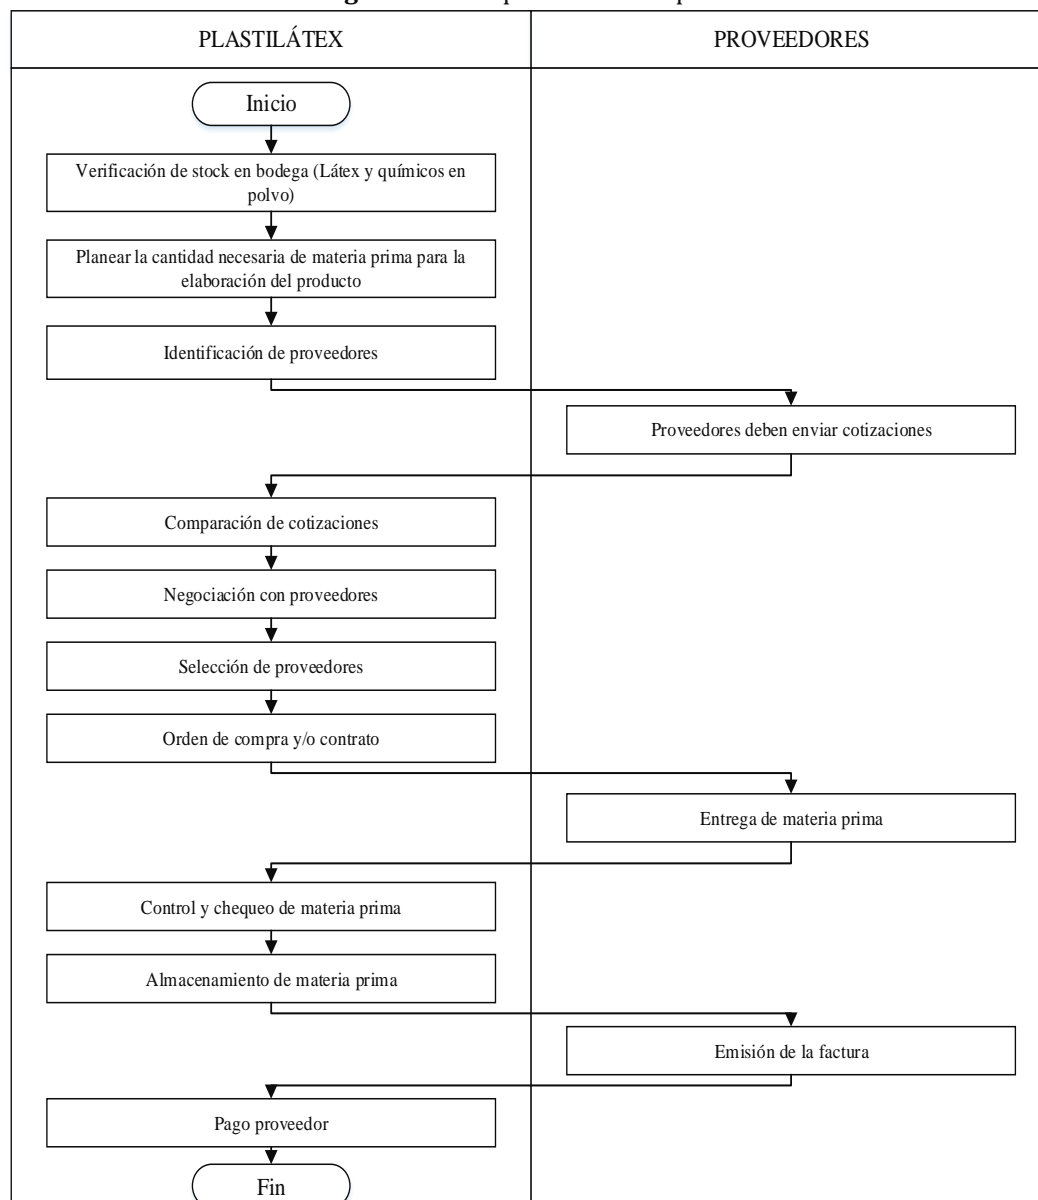 PLASTILÁTEX
PROVEEDORES
Inicio
Verificación de stock en bodega (Látex y químicos en
polvo)
Planear la cantidad necesaria de materia prima para la
elaboración del producto
Identificación de proveedores
Proveedores deben enviar cotizaciones
Comparación de cotizaciones
Negociación con proveedores
Selección de proveedores
Orden de compra y/o contrato
Entrega de materia prima
Control y chequeo de materia prima
Almacenamiento de materia prima
Emisión de la factura
Pago proveedor
Fin